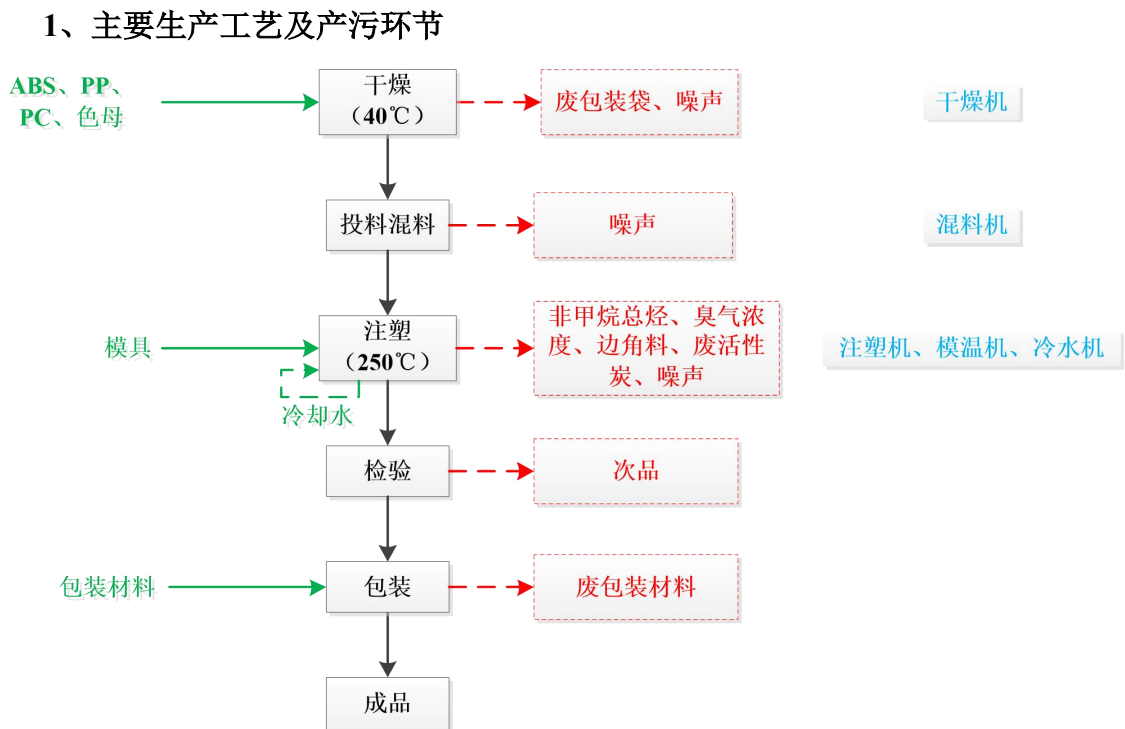 1、主要生产工艺及产污环节
ABS、PP、
PC、色母
干燥
（40℃）
废包装袋、噪声
干燥机
投料混料
噪声
混料机
模具
注塑
（250℃）
非甲烷总烃、臭气浓
度、边角料、废活性
炭、噪声
注塑机、模温机、冷水机
冷却水
检验
次品
包装材料
包装
废包装材料
成品